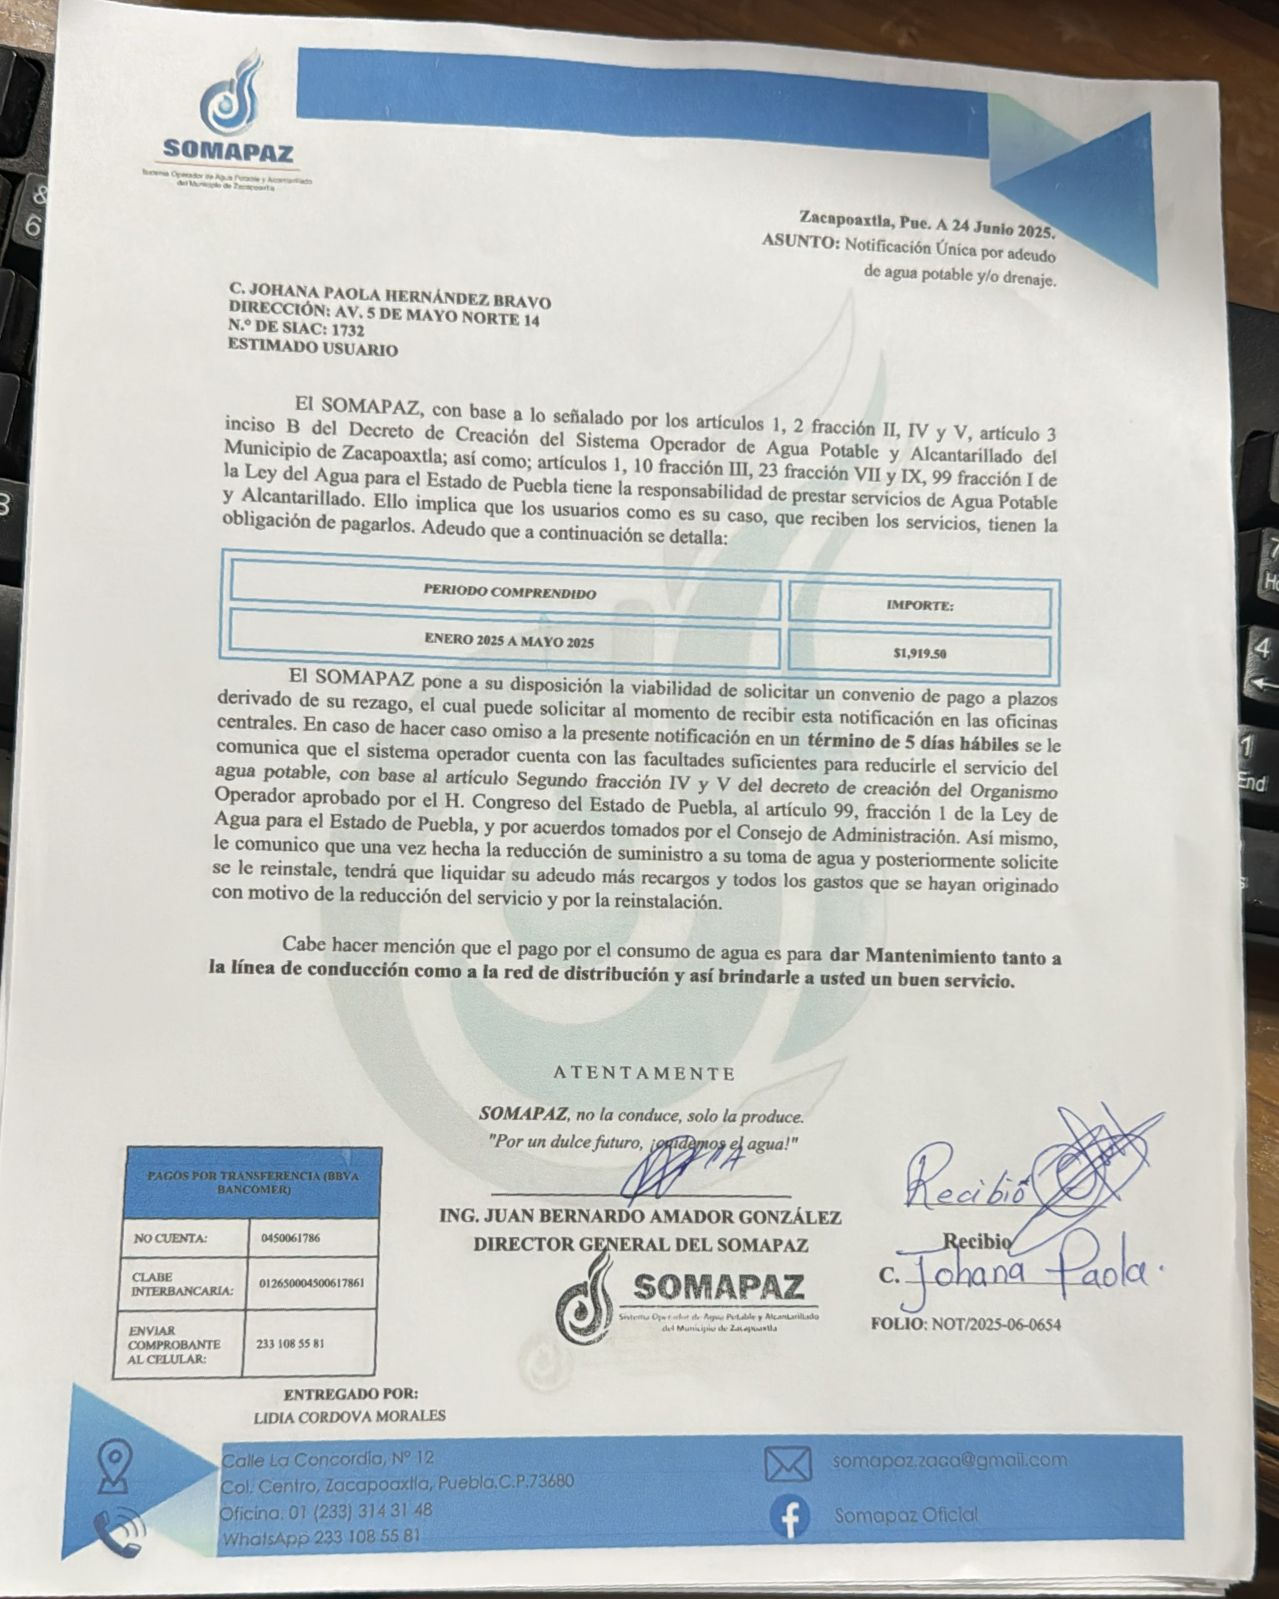 SOMAPAZ
Sistema Operador de Agua Potable y Alcantarillado
del Municipio de Zacapoaxtla
Zacapoaxtla, Pue. A 24 Junio 2025.
ASUNTO: Notificación Única por adeudo
de agua potable y/o drenaje.
C. JOHANA PAOLA HERNÁNDEZ BRAVO
DIRECCIÓN: AV. 5 DE MAYO NORTE 14
N.º DE SIAC: 1732
ESTIMADO USUARIO
El SOMAPAZ, con base a lo señalado por los artículos 1, 2 fracción II, IV y V, artículo 3
inciso B del Decreto de Creación del Sistema Operador de Agua Potable y Alcantarillado del
Municipio de Zacapoaxtla; así como; artículos 1, 10 fracción III, 23 fracción VII y IX, 99 fracción I de
la Ley del Agua para el Estado de Puebla tiene la responsabilidad de prestar servicios de Agua Potable
y Alcantarillado. Ello implica que los usuarios como es su caso, que reciben los servicios, tienen la
obligación de pagarlos. Adeudo que a continuación se detalla:
PERIODO COMPRENDIDO
IMPORTE:
ENERO 2025 A MAYO 2025
$1,919.50
El SOMAPAZ pone a su disposición la viabilidad de solicitar un convenio de pago a plazos
derivado de su rezago, el cual puede solicitar al momento de recibir esta notificación en las oficinas
centrales. En caso de hacer caso omiso a la presente notificación en un término de 5 días hábiles se le
comunica que el sistema operador cuenta con las facultades suficientes para reducirle el servicio del
agua potable, con base al artículo Segundo fracción IV y V del decreto de creación del Organismo
Operador aprobado por el H. Congreso del Estado de Puebla, al artículo 99, fracción 1 de la Ley de
Agua para el Estado de Puebla, y por acuerdos tomados por el Consejo de Administración. Así mismo,
le comunico que una vez hecha la reducción de suministro a su toma de agua y posteriormente solicite
se le reinstale, tendrá que liquidar su adeudo más recargos y todos los gastos que se hayan originado
con motivo de la reducción del servicio y por la reinstalación.
Cabe hacer mención que el pago por el consumo de agua es para dar Mantenimiento tanto a
la línea de conducción como a la red de distribución y así brindarle a usted un buen servicio.
ATENTAMENTE
SOMAPAZ, no la conduce, solo la produce.
"Por un dulce futuro, ¡cuidemos el agua!"
ING. JUAN BERNARDO AMADOR GONZÁLEZ
DIRECTOR GENERAL DEL SOMAPAZ
SOMAPAZ
Sistema Operador de Agua Potable y Alcantarillado
del Municipio de Zacapoaxtla
Recibió
Recibio
C. Johana Paola.
FOLIO: NOT/2025-06-0654
PAGOS POR TRANSFERENCIA (BBVA
BANCOMER)
NO CUENTA:
0450061786
CLABE
INTERBANCARIA:
012650004500617861
ENVIAR
COMPROBANTE
AL CELULAR:
233 108 55 81
ENTREGADO POR:
LIDIA CORDOVA MORALES
Calle La Concordia, Nº 12
Col. Centro, Zacapoaxtla, Puebla.C.P.73680
Oficina. 01 (233) 314 31 48
WhatsApp 233 108 55 81
somapaz.zaca@gmail.com
Somapaz Oficial
&
6
3
7
4
1
End